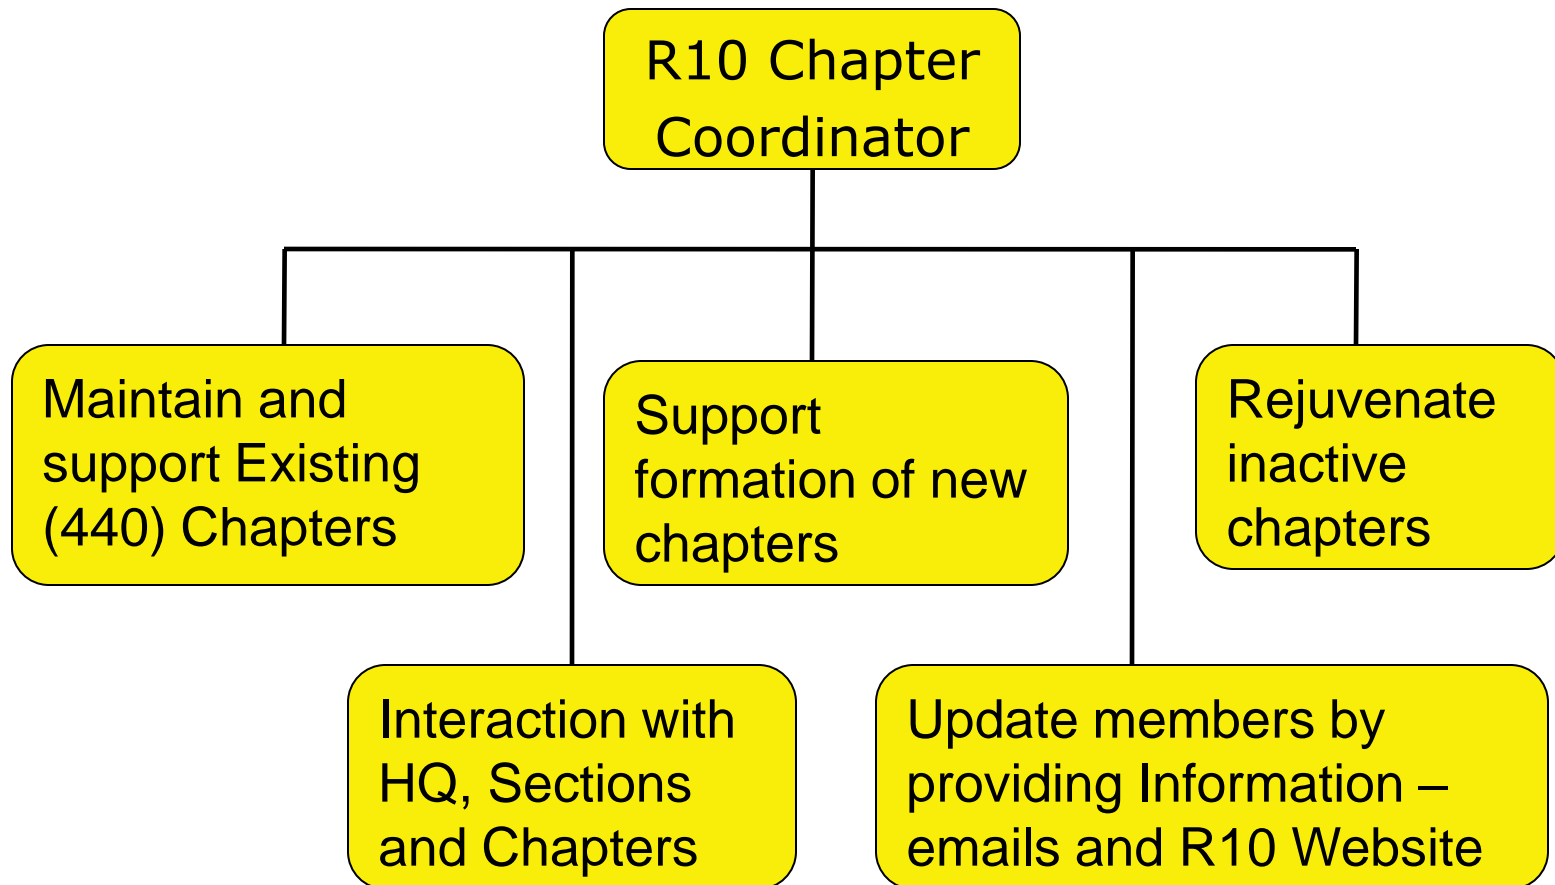 R10 Chapter
Coordinator
Maintain and
support Existing
(440) Chapters
Support
formation of new
chapters
Rejuvenate
inactive
chapters
Interaction with
HQ, Sections
and Chapters
Update members by
providing Information –
emails and R10 Website